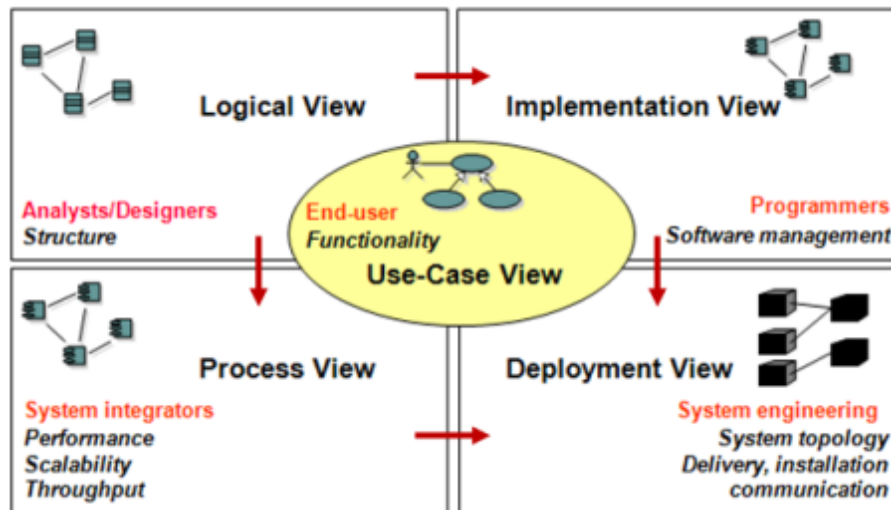 Logical View
Implementation View
Analysts/Designers
Structure
End-user
Functionality
Use-Case View
Programmers
Software management
Process View
Deployment View
System integrators
Performance
Scalability
Throughput
System engineering
System topology
Delivery, installation
communication